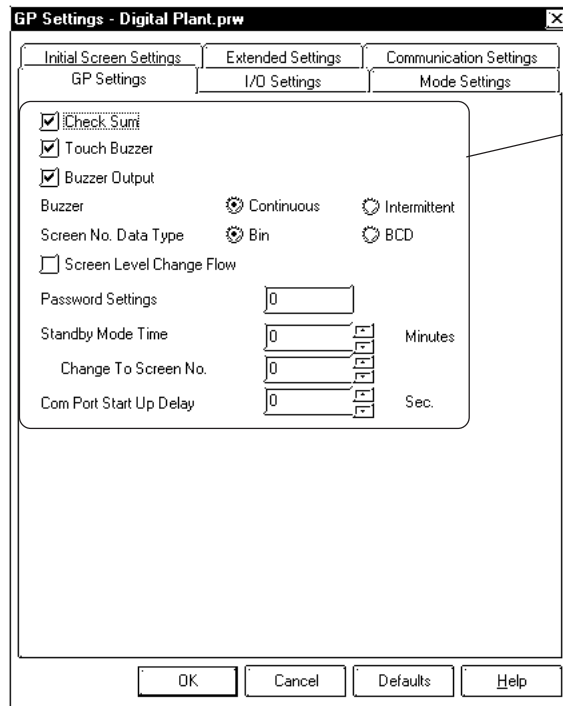 GP Settings - Digital Plant.prw
Initial Screen Settings Extended Settings Communication Settings
GP Settings I/O Settings Mode Settings
Check Sum
Touch Buzzer
Buzzer Output
Buzzer Continuous Intermittent
Screen No. Data Type Bin BCD
Screen Level Change Flow
Password Settings 0
Standby Mode Time 0 Minutes
Change To Screen No. 0
Com Port Start Up Delay 0 Sec.
OK Cancel Defaults Help